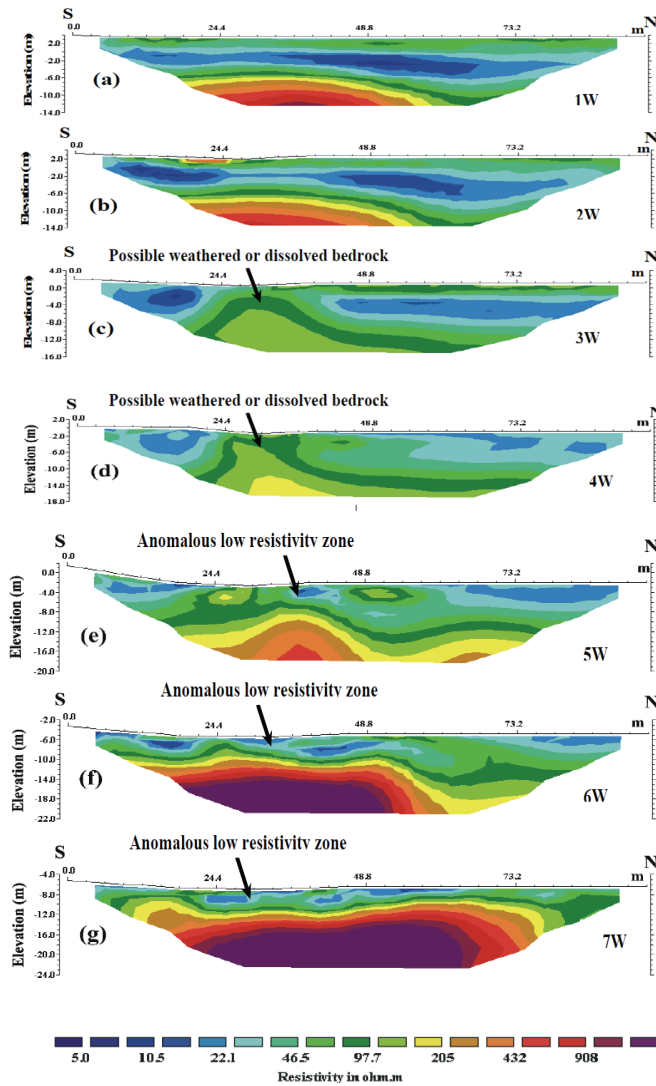 S N
0.0 24.4 48.8 73.2 m
Elevation (m)
2.0
-2.0
-6.0
-10.0
-14.0
(a) 1W
S N
0.0 24.4 48.8 73.2 m
Elevation (m)
2.0
-2.0
-6.0
-10.0
-14.0
(b) 2W
Possible weathered or dissolved bedrock
S N
0.0 24.4 48.8 73.2 m
Elevation (m)
0.0
-4.0
-8.0
-12.0
-16.0
(c) 3W
Possible weathered or dissolved bedrock
S N
0.0 24.4 48.8 73.2 m
Elevation (m)
-2.0
-6.0
-10.0
-14.0
-18.0
(d) 4W
Anomalous low resistivity zone
S N
0.0 24.4 48.8 73.2 m
Elevation (m)
0.0
-4.0
-8.0
-12.0
-16.0
-20.0
(e) 5W
Anomalous low resistivity zone
S N
0.0 24.4 48.8 73.2 m
Elevation (m)
-2.0
-6.0
-10.0
-14.0
-18.0
-22.0
(f) 6W
Anomalous low resistivity zone
S N
0.0 24.4 48.8 73.2 m
Elevation (m)
-4.0
-8.0
-12.0
-16.0
-20.0
-24.0
(g) 7W
5.0 10.5 22.1 46.5 97.7 205 432 908
Resistivity in ohm.m